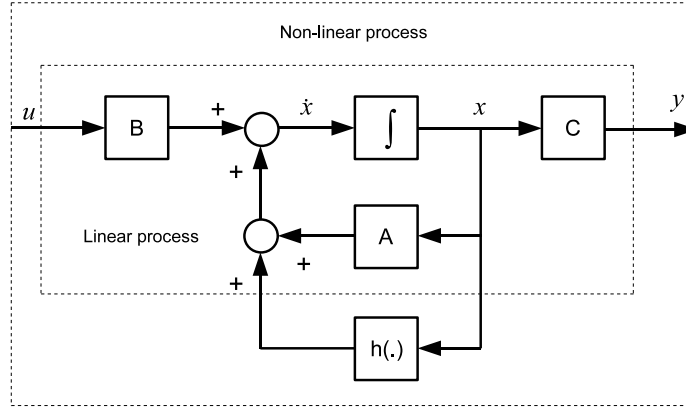 Non-linear process
u
B
+
ẋ
∫
x
C
y
+
Linear process
A
+
+
h(.)